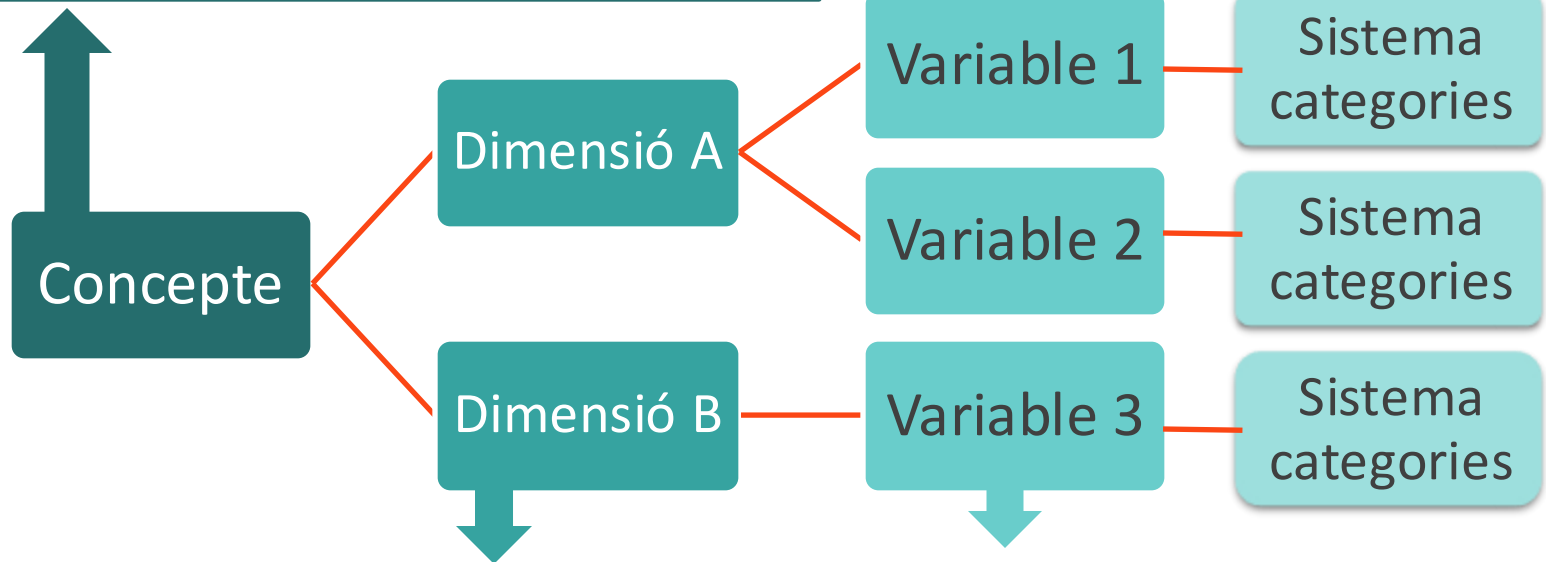 Concepte
Dimensió A
Dimensió B
Variable 1
Variable 2
Variable 3
Sistema
categories
Sistema
categories
Sistema
categories